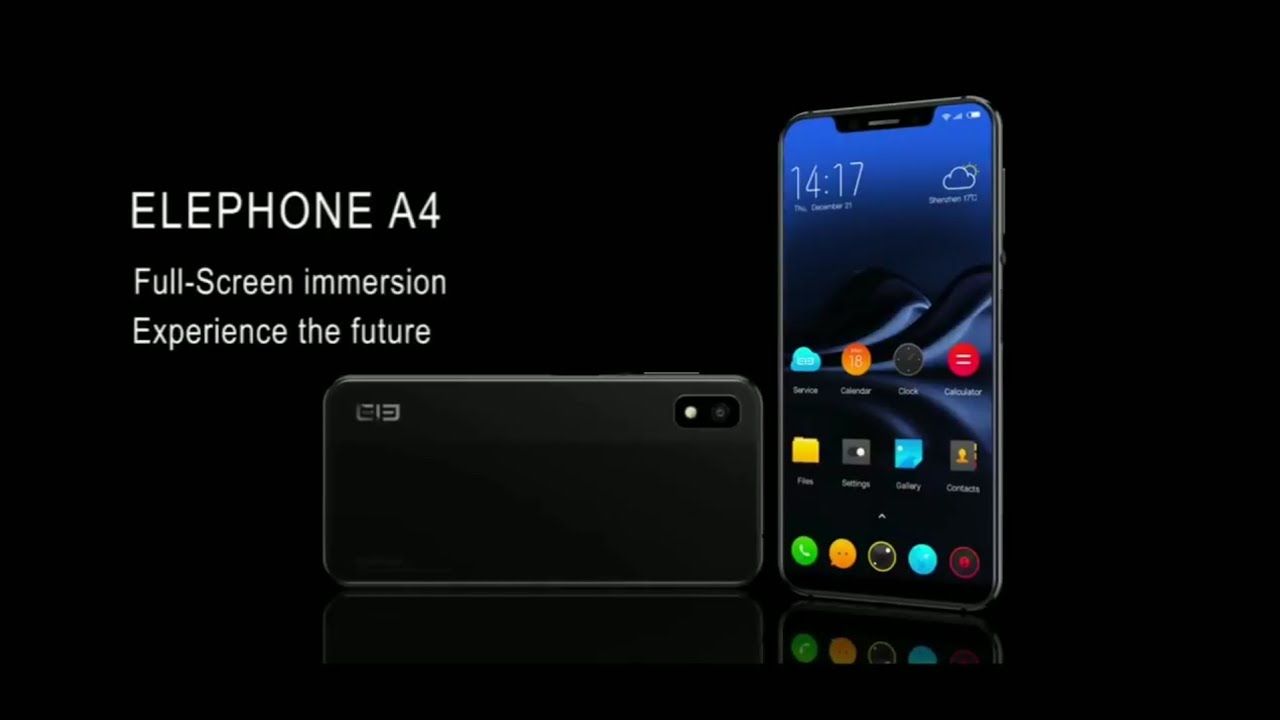 ELEPHONE A4
Full-Screen immersion
Experience the future
14:17
Thu, December 21
Shenzhen 17°C
18
Service Calendar Clock Calculator
Files Settings Gallery Contacts